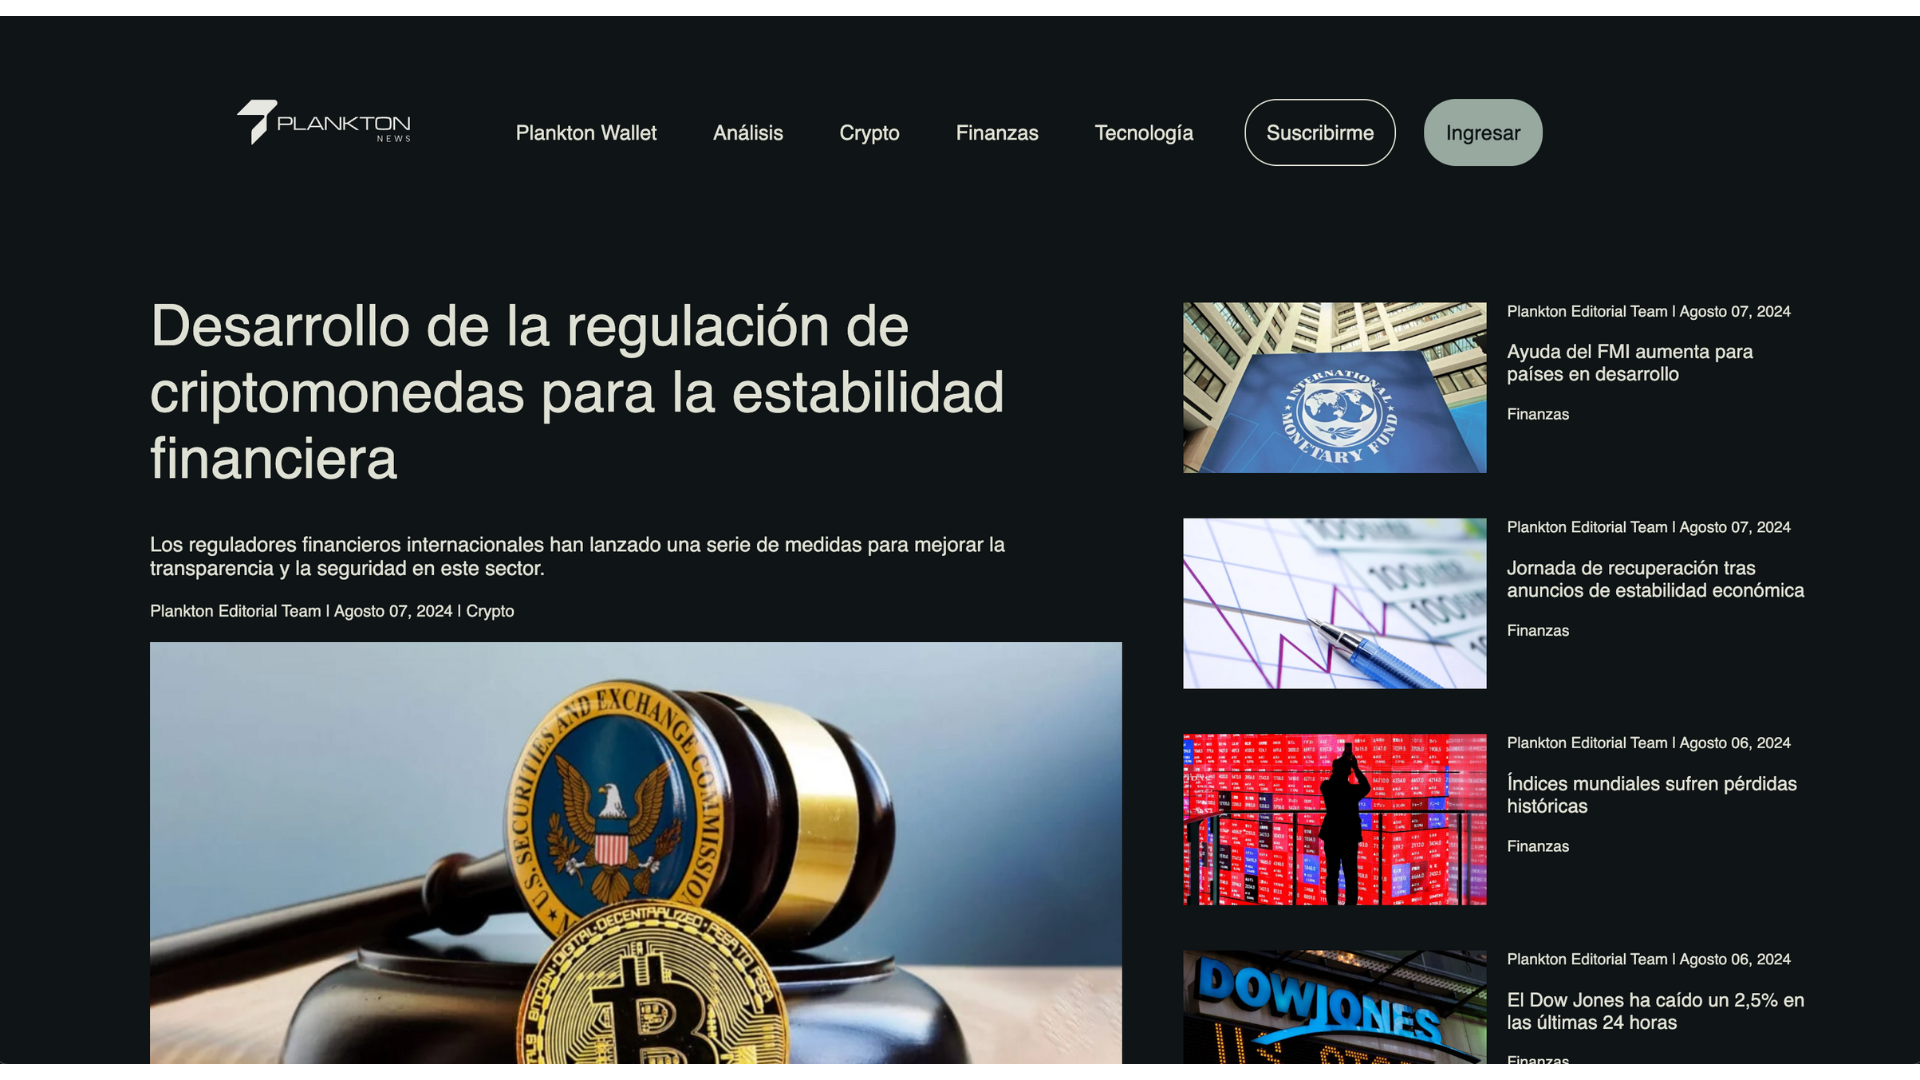 PLANKTON
NEWS
Plankton Wallet
Análisis
Crypto
Finanzas
Tecnología
Suscribirme
Ingresar
Desarrollo de la regulación de
criptomonedas para la estabilidad
financiera
Los reguladores financieros internacionales han lanzado una serie de medidas para mejorar la
transparencia y la seguridad en este sector.
Plankton Editorial Team | Agosto 07, 2024 | Crypto
U.S. SECURITIES AND EXCHANGE COMMISSION
BITCOIN · DIGITAL · DECENTRALIZED · PEER TO PEER
INTERNATIONAL
MONETARY FUND
Plankton Editorial Team | Agosto 07, 2024
Ayuda del FMI aumenta para
países en desarrollo
Finanzas
100
100
100
Plankton Editorial Team | Agosto 07, 2024
Jornada de recuperación tras
anuncios de estabilidad económica
Finanzas
Plankton Editorial Team | Agosto 06, 2024
Índices mundiales sufren pérdidas
históricas
Finanzas
DOWJONES
Plankton Editorial Team | Agosto 06, 2024
El Dow Jones ha caído un 2,5% en
las últimas 24 horas
Finanzas